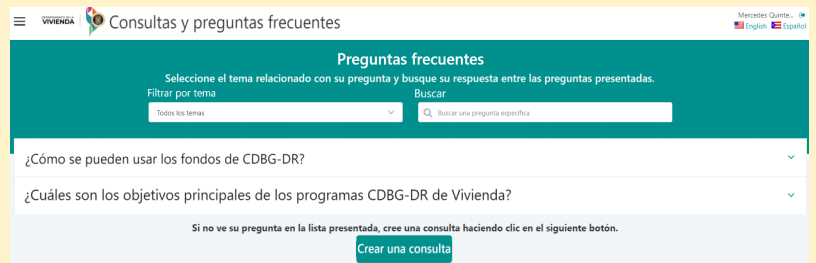 DEPARTAMENTO DE LA
VIVIENDA
Consultas y preguntas frecuentes
Mercedes Quinte...
English Español
Preguntas frecuentes
Seleccione el tema relacionado con su pregunta y busque su respuesta entre las preguntas presentadas.
Filtrar por tema Buscar
Todos los temas Buscar una pregunta específica
¿Cómo se pueden usar los fondos de CDBG-DR?
¿Cuáles son los objetivos principales de los programas CDBG-DR de Vivienda?
Si no ve su pregunta en la lista presentada, cree una consulta haciendo clic en el siguiente botón.
Crear una consulta